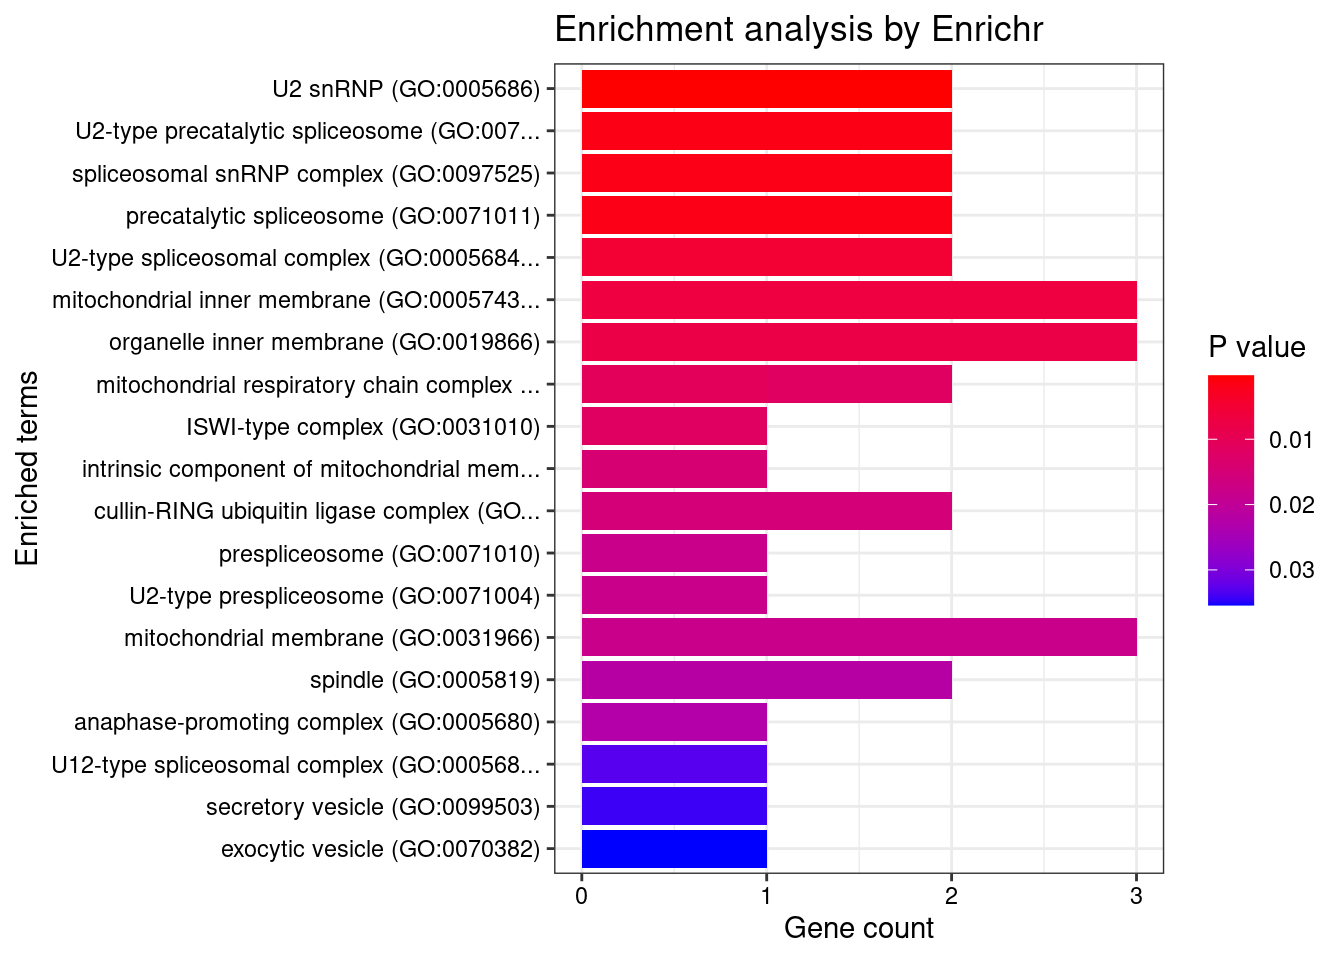 Enrichment analysis by Enrichr
U2 snRNP (GO:0005686)
U2-type precatalytic spliceosome (GO:007...
spliceosomal snRNP complex (GO:0097525)
precatalytic spliceosome (GO:0071011)
U2-type spliceosomal complex (GO:0005684...
mitochondrial inner membrane (GO:0005743...
organelle inner membrane (GO:0019866)
mitochondrial respiratory chain complex ...
ISWI-type complex (GO:0031010)
intrinsic component of mitochondrial mem...
cullin-RING ubiquitin ligase complex (GO...
prespliceosome (GO:0071010)
U2-type prespliceosome (GO:0071004)
mitochondrial membrane (GO:0031966)
spindle (GO:0005819)
anaphase-promoting complex (GO:0005680)
U12-type spliceosomal complex (GO:000568...
secretory vesicle (GO:0099503)
exocytic vesicle (GO:0070382)
Enriched terms
0 1 2 3
Gene count
P value
0.01
0.02
0.03